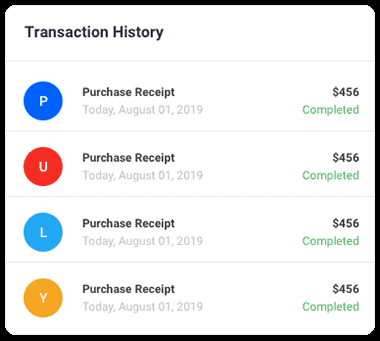 Transaction History
P Purchase Receipt $456
Today, August 01, 2019 Completed
U Purchase Receipt $456
Today, August 01, 2019 Completed
L Purchase Receipt $456
Today, August 01, 2019 Completed
Y Purchase Receipt $456
Today, August 01, 2019 Completed